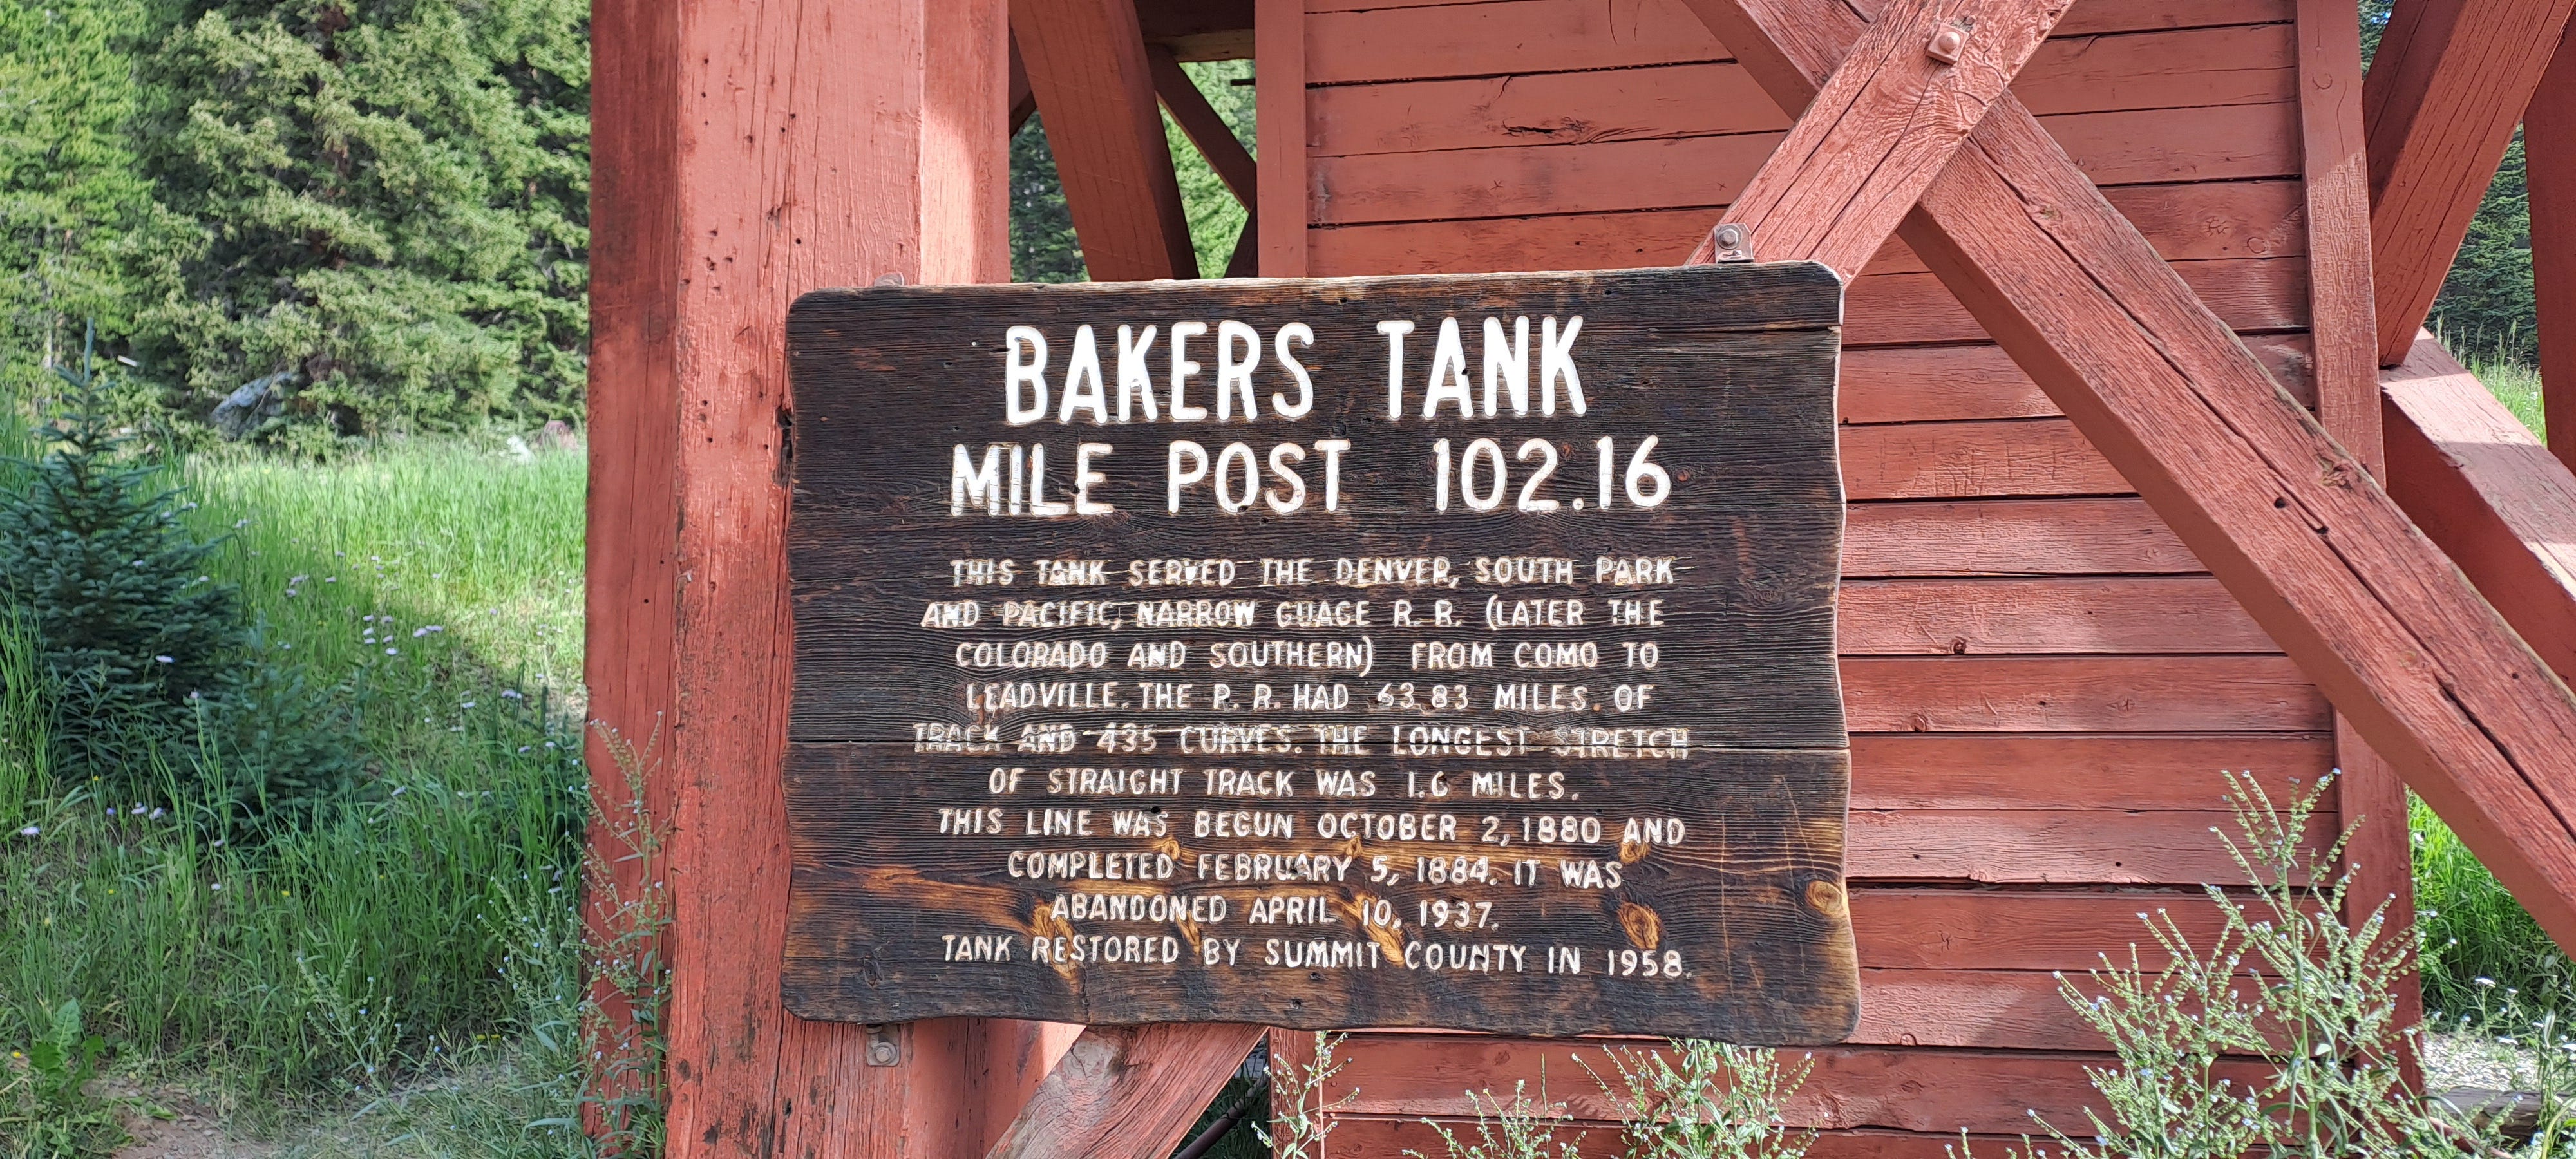 BAKERS TANK
MILE POST 102.16
THIS TANK SERVED THE DENVER, SOUTH PARK
AND PACIFIC, NARROW GUAGE R. R. (LATER THE
COLORADO AND SOUTHERN) FROM COMO TO
LEADVILLE. THE R. R. HAD 63.83 MILES OF
TRACK AND 435 CURVES. THE LONGEST STRETCH
OF STRAIGHT TRACK WAS 1.6 MILES.
THIS LINE WAS BEGUN OCTOBER 2, 1880 AND
COMPLETED FEBRUARY 5, 1884. IT WAS
ABANDONED APRIL 10, 1937.
TANK RESTORED BY SUMMIT COUNTY IN 1958.